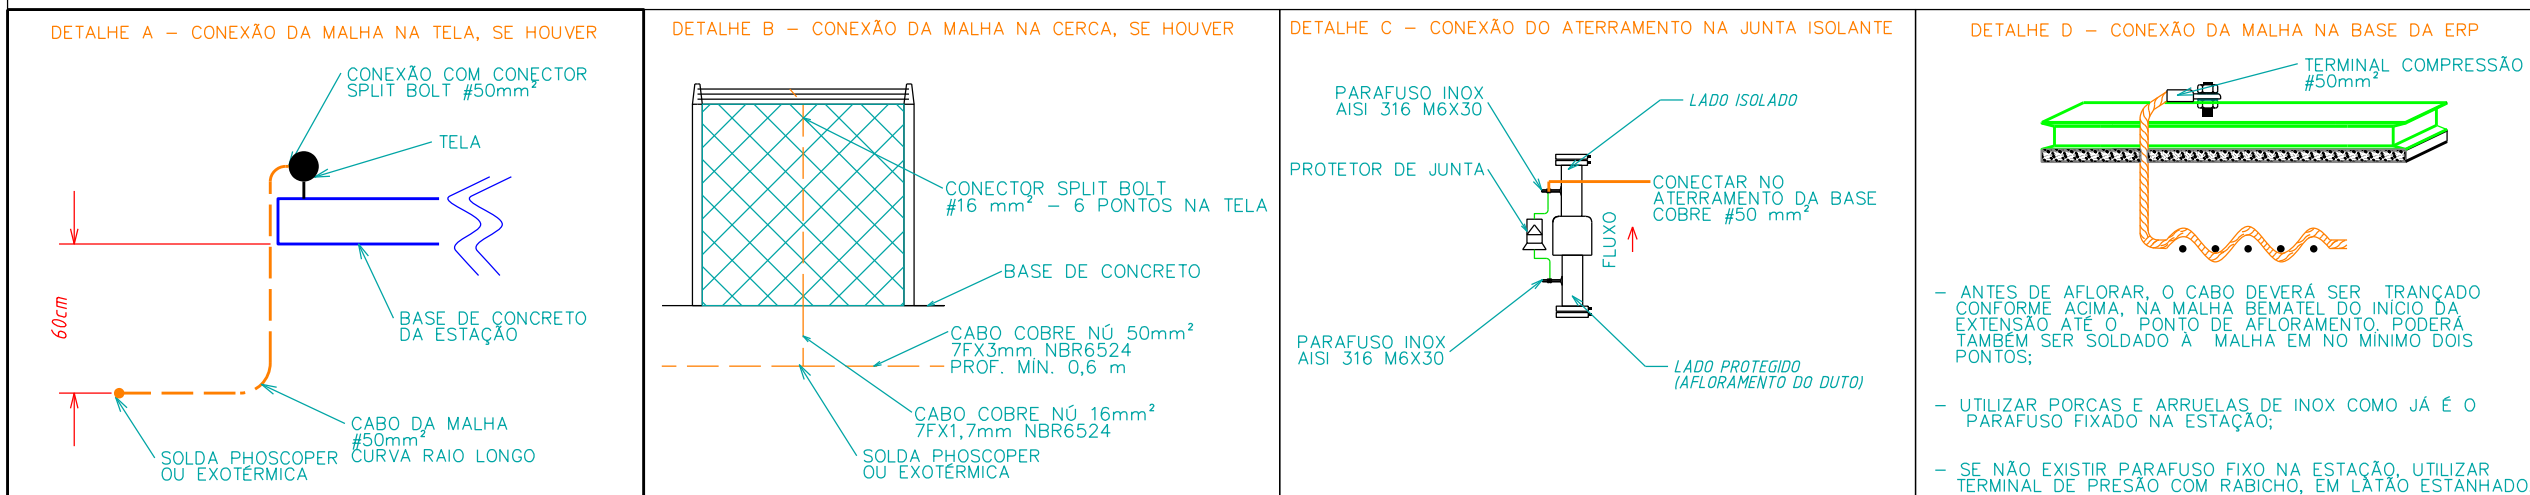 DETALHE A – CONEXÃO DA MALHA NA TELA, SE HOUVER
CONEXÃO COM CONECTOR
SPLIT BOLT #50mm²
TELA
60cm
BASE DE CONCRETO
DA ESTAÇÃO
CABO DA MALHA
#50mm²
CURVA RAIO LONGO
SOLDA PHOSCOPER
OU EXOTÉRMICA
DETALHE B – CONEXÃO DA MALHA NA CERCA, SE HOUVER
CONECTOR SPLIT BOLT
#16 mm² – 6 PONTOS NA TELA
BASE DE CONCRETO
CABO COBRE NÚ 50mm²
7FX3mm NBR6524
PROF. MÍN. 0,6 m
CABO COBRE NÚ 16mm²
7FX1,7mm NBR6524
SOLDA PHOSCOPER
OU EXOTÉRMICA
DETALHE C – CONEXÃO DO ATERRAMENTO NA JUNTA ISOLANTE
PARAFUSO INOX
AISI 316 M6X30
LADO ISOLADO
PROTETOR DE JUNTA
CONECTAR NO
ATERRAMENTO DA BASE
COBRE #50 mm²
FLUXO
PARAFUSO INOX
AISI 316 M6X30
LADO PROTEGIDO
(AFLORAMENTO DO DUTO)
DETALHE D – CONEXÃO DA MALHA NA BASE DA ERP
TERMINAL COMPRESSÃO
#50mm²
– ANTES DE AFLORAR, O CABO DEVERÁ SER TRANÇADO
CONFORME ACIMA, NA MALHA BEMATEL DO INÍCIO DA
EXTENSÃO ATÉ O PONTO DE AFLORAMENTO. PODERÁ
TAMBÉM SER SOLDADO À MALHA EM NO MÍNIMO DOIS
PONTOS;
– UTILIZAR PORCAS E ARRUELAS DE INOX COMO JÁ É O
PARAFUSO FIXADO NA ESTAÇÃO;
– SE NÃO EXISTIR PARAFUSO FIXO NA ESTAÇÃO, UTILIZAR
TERMINAL DE PRESÃO COM RABICHO, EM LATÃO ESTANHADO